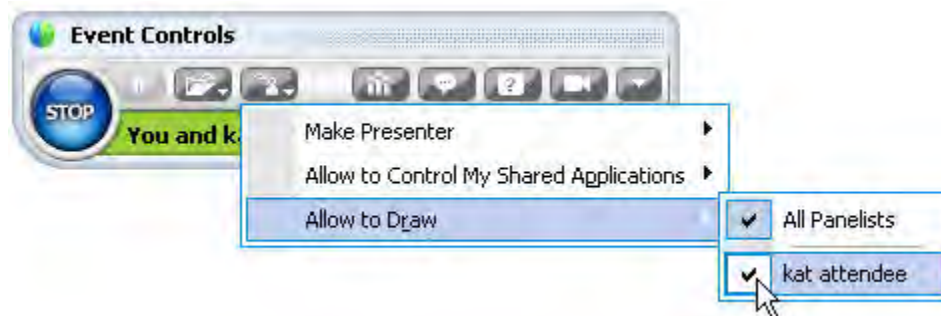 Event Controls
STOP
You and k
Make Presenter
Allow to Control My Shared Applications
Allow to Draw
All Panelists
kat attendee